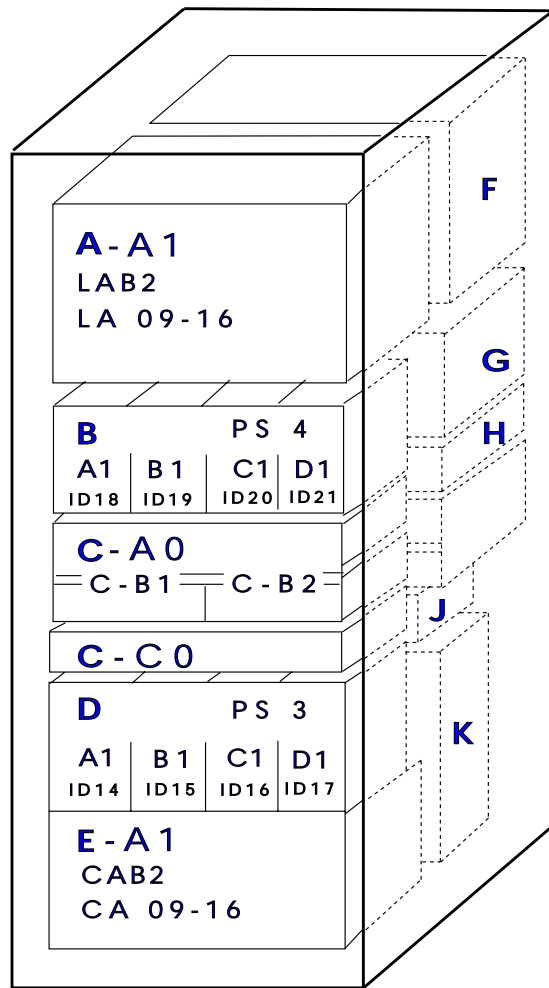 A-A1
LAB2
LA 09-16
F
G
H
B PS 4
A1 B1 C1 D1
ID18 ID19 ID20 ID21
C-A0
C-B1 C-B2
J
C-C0
D PS 3
K
A1 B1 C1 D1
ID14 ID15 ID16 ID17
E-A1
CAB2
CA 09-16